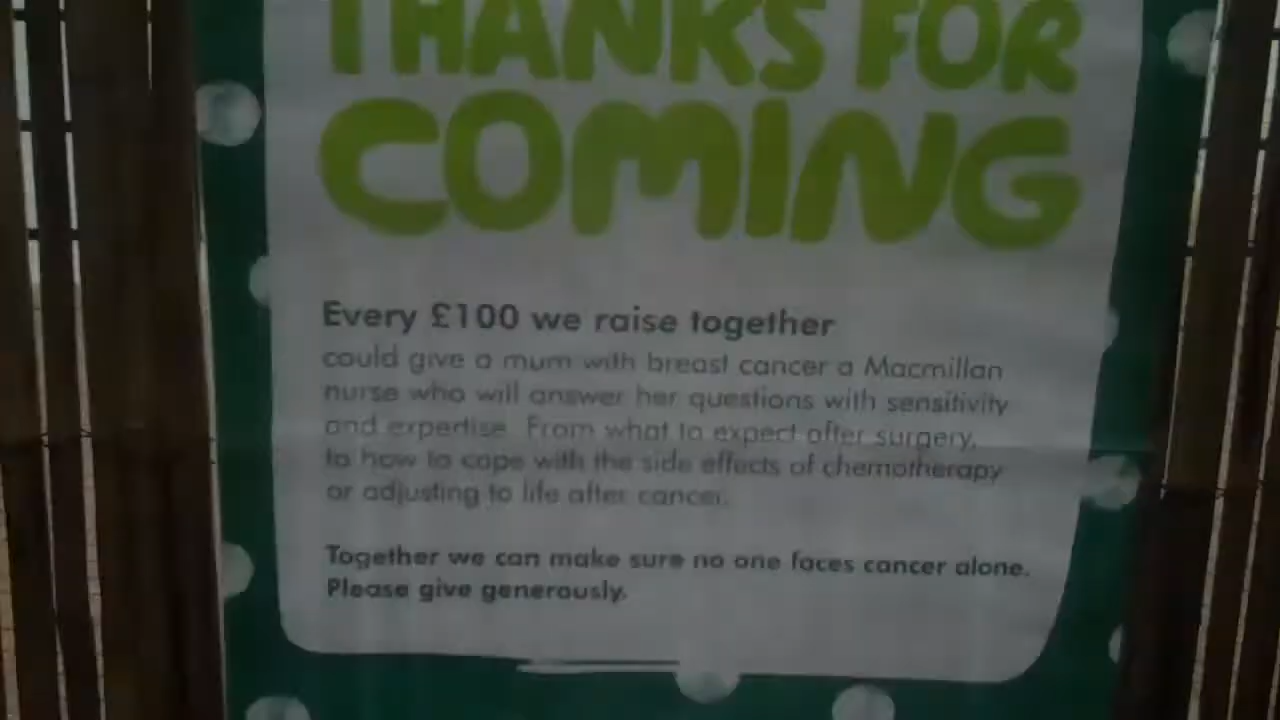 THANKS FOR
COMING
Every £100 we raise together
could give a mum with breast cancer a Macmillan
nurse who will answer her questions with sensitivity
and expertise. From what to expect after surgery,
to how to cope with the side effects of chemotherapy
or adjusting to life after cancer.
Together we can make sure no one faces cancer alone.
Please give generously.